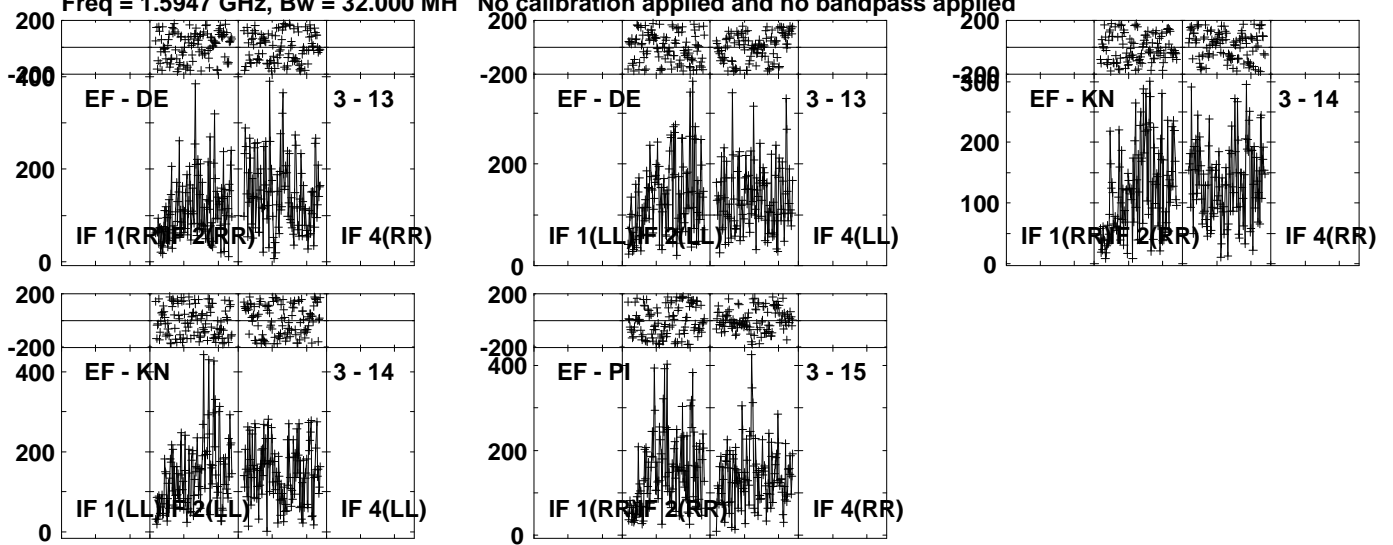 Freq = 1.5947 GHz, Bw = 32.000 MH No calibration applied and no bandpass applied
200
-200
400
EF - DE 3 - 13
200
IF 1(RR) IF 2(RR) IF 4(RR)
0
200
-200
EF - DE 3 - 13
200
IF 1(LL) IF 2(LL) IF 4(LL)
0
200
-200
300
EF - KN 3 - 14
200
100
IF 1(RR) IF 2(RR) IF 4(RR)
0
200
-200
400
EF - KN 3 - 14
200
IF 1(LL) IF 2(LL) IF 4(LL)
0
200
-200
400
EF - PI 3 - 15
200
IF 1(RR) IF 2(RR) IF 4(RR)
0